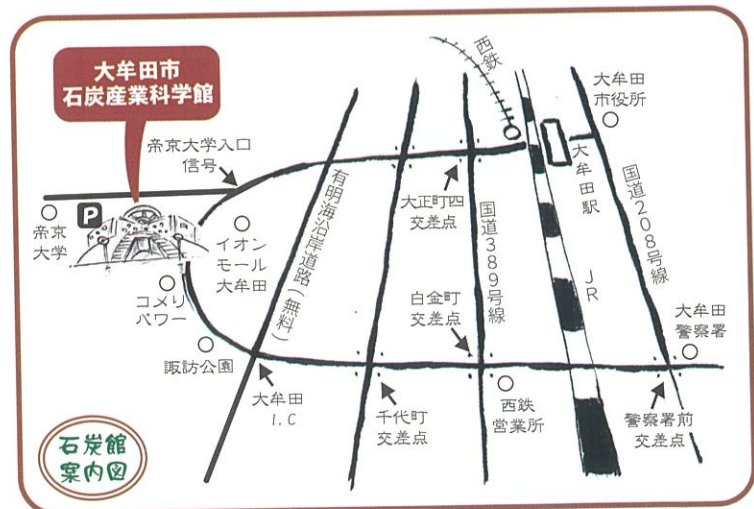 大牟田市
石炭産業科学館
西鉄
大牟田
市役所
帝京大学入口
信号
大牟田駅
P
帝京
大学
イオン
モール
大牟田
有明海沿岸道路(無料)
大正町四
交差点
国道389号線
JR
国道208号線
コメリ
パワー
白金町
交差点
大牟田
警察署
諏訪公園
大牟田
I.C
千代町
交差点
西鉄
営業所
警察署前
交差点
石炭館
案内図